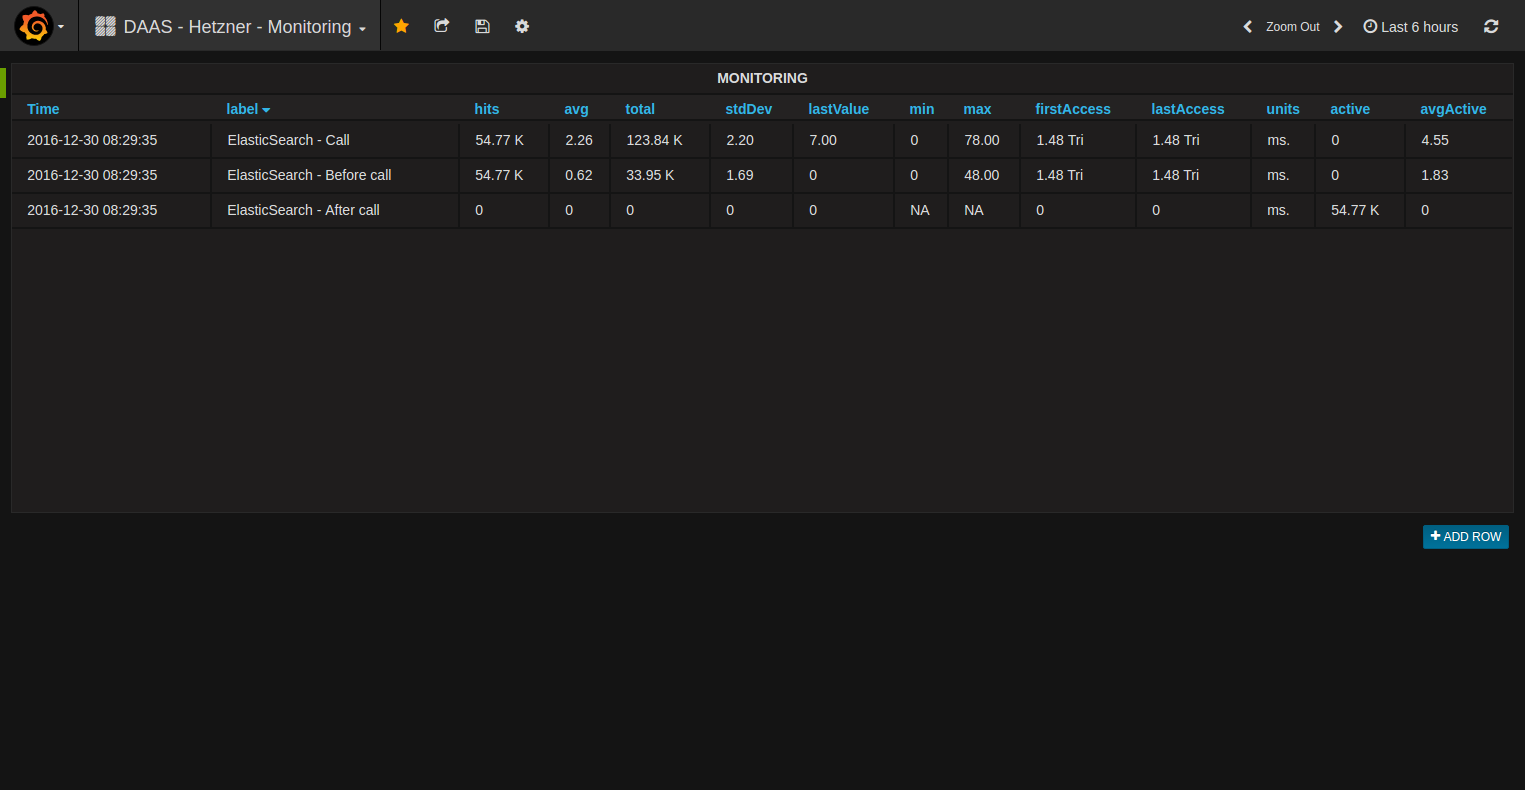 DAAS - Hetzner - Monitoring Zoom Out Last 6 hours
MONITORING
Time label hits avg total stdDev lastValue min max firstAccess lastAccess units active avgActive
2016-12-30 08:29:35 ElasticSearch - Call 54.77 K 2.26 123.84 K 2.20 7.00 0 78.00 1.48 Tri 1.48 Tri ms. 0 4.55
2016-12-30 08:29:35 ElasticSearch - Before call 54.77 K 0.62 33.95 K 1.69 0 0 48.00 1.48 Tri 1.48 Tri ms. 0 1.83
2016-12-30 08:29:35 ElasticSearch - After call 0 0 0 0 0 NA NA 0 0 ms. 54.77 K 0
ADD ROW